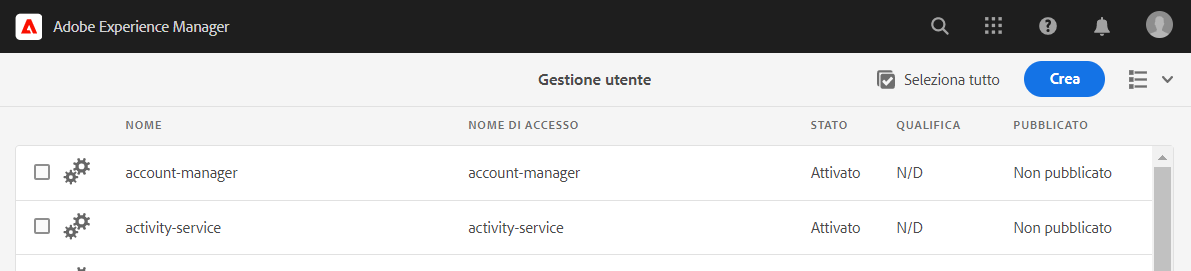 Adobe Experience Manager
Gestione utente Seleziona tutto Crea
NOME NOME DI ACCESSO STATO QUALIFICA PUBBLICATO
account-manager account-manager Attivato N/D Non pubblicato
activity-service activity-service Attivato N/D Non pubblicato